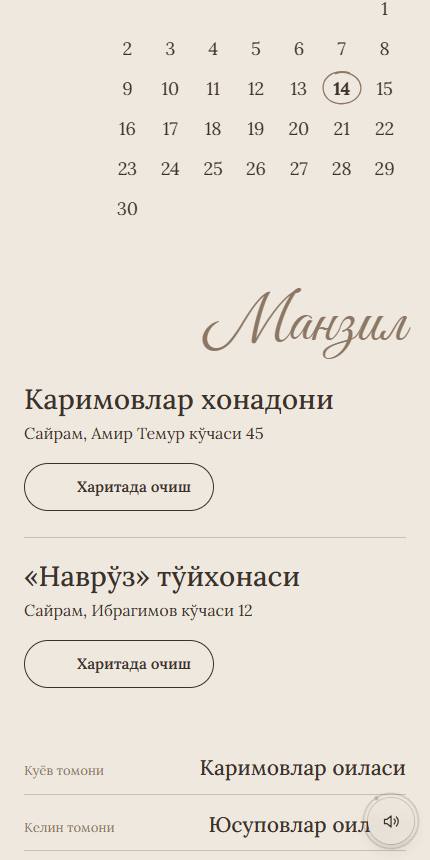 1
2 3 4 5 6 7 8
9 10 11 12 13 14 15
16 17 18 19 20 21 22
23 24 25 26 27 28 29
30
Манзил
Каримовлар хонадони
Сайрам, Амир Темур кўчаси 45
Харитада очиш
«Наврўз» тўйхонаси
Сайрам, Ибрагимов кўчаси 12
Харитада очиш
Куёв томони Каримовлар оиласи
Келин томони Юсуповлар